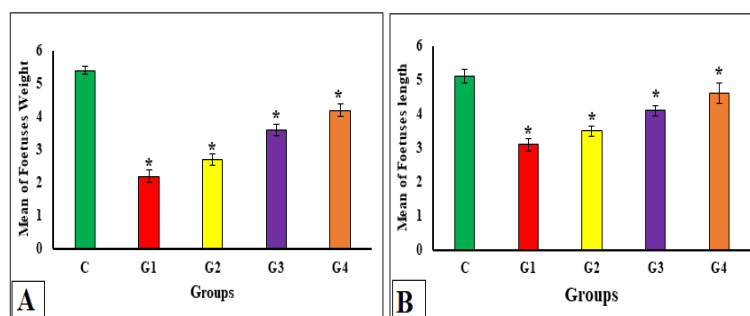 Mean of Foetuses Weight
6
5
4
3
2
1
0
*
*
*
*
C G1 G2 G3 G4
Groups
A
Mean of Foetuses length
6
5
4
3
2
1
0
*
*
*
*
C G1 G2 G3 G4
Groups
B